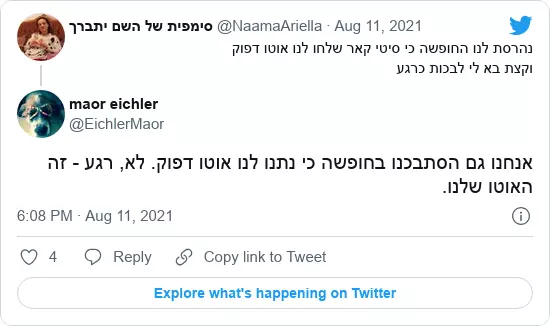 סימפית של השם יתברך @NaamaAriella · Aug 11, 2021
נהרסת לנו החופשה כי סיטי קאר שלחו לנו אוטו דפוק
וקצת בא לי לבכות כרגע
maor eichler
@EichlerMaor
אנחנו גם הסתבכנו בחופשה כי נתנו לנו אוטו דפוק. לא, רגע - זה
האוטו שלנו.
6:08 PM · Aug 11, 2021
4 Reply Copy link to Tweet
Explore what's happening on Twitter